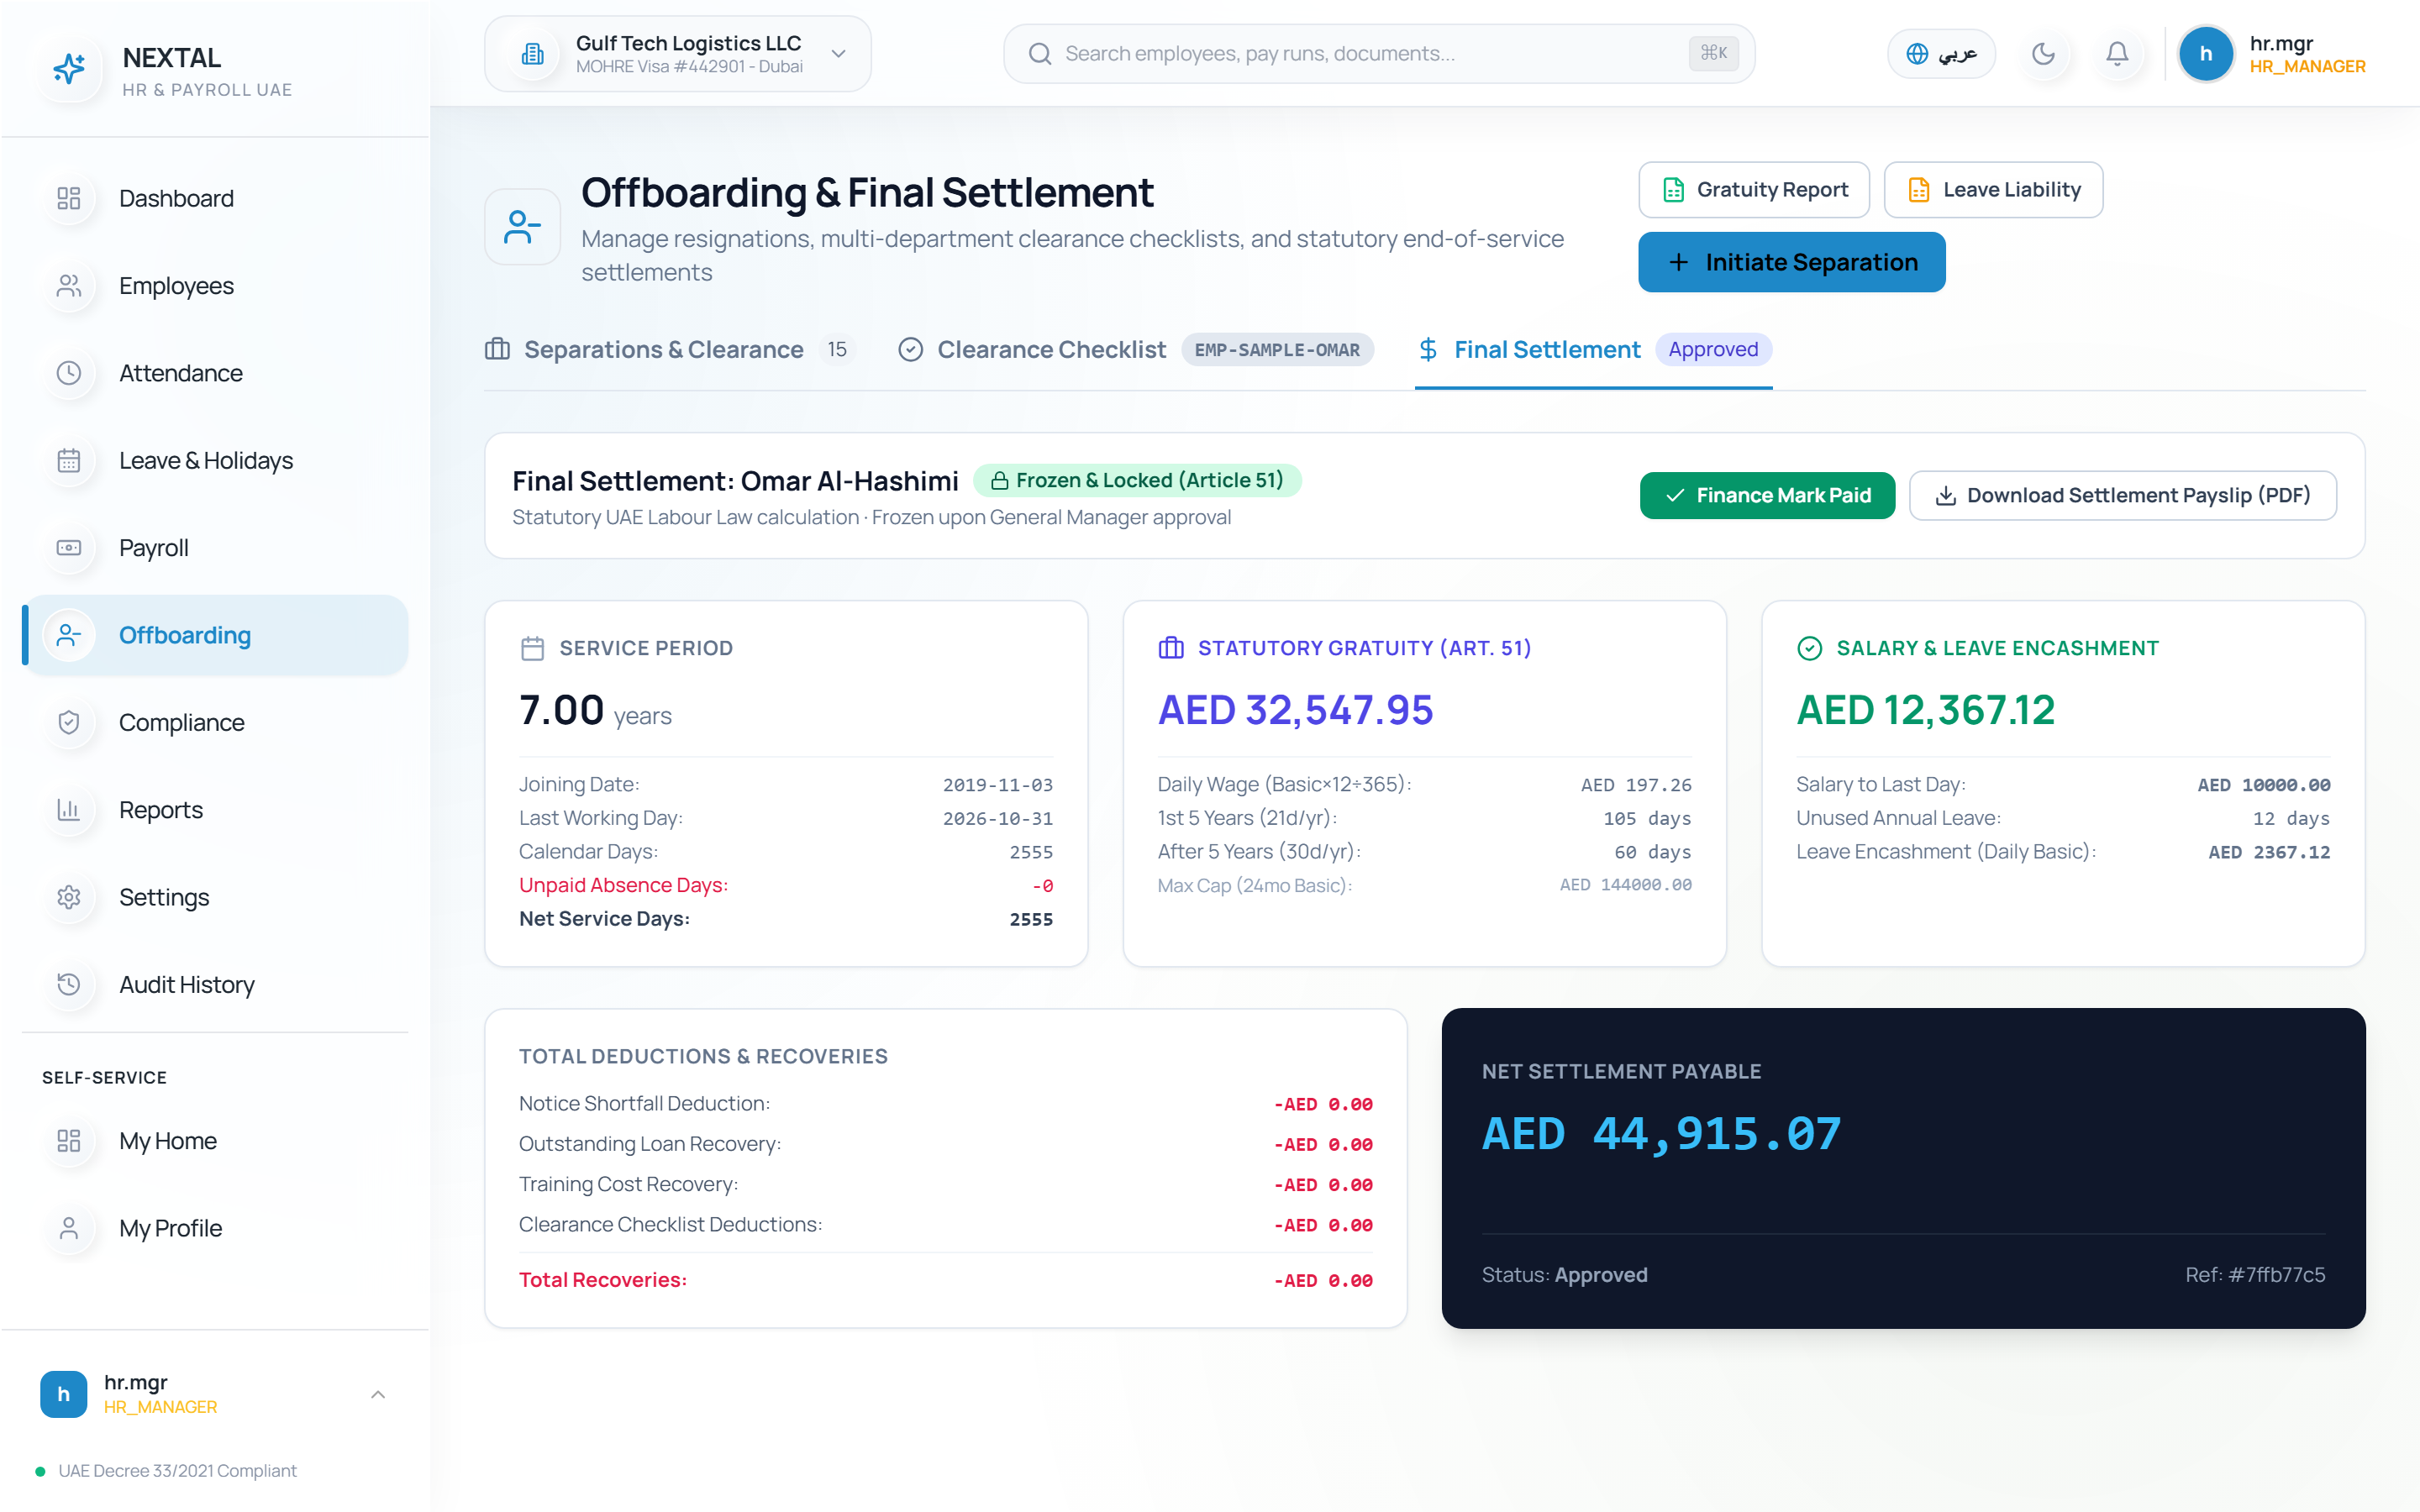 NEXTAL
HR & PAYROLL UAE
Dashboard
Employees
Attendance
Leave & Holidays
Payroll
Offboarding
Compliance
Reports
Settings
Audit History
SELF-SERVICE
My Home
My Profile
h
hr.mgr
HR_MANAGER
UAE Decree 33/2021 Compliant
Gulf Tech Logistics LLC
MOHRE Visa #442901 - Dubai
Search employees, pay runs, documents... ⌘K
عربي
h
hr.mgr
HR_MANAGER
Offboarding & Final Settlement
Manage resignations, multi-department clearance checklists, and statutory end-of-service
settlements
Gratuity Report
Leave Liability
+ Initiate Separation
Separations & Clearance 15
Clearance Checklist EMP-SAMPLE-OMAR
$ Final Settlement Approved
Final Settlement: Omar Al-Hashimi Frozen & Locked (Article 51)
Statutory UAE Labour Law calculation · Frozen upon General Manager approval
Finance Mark Paid
Download Settlement Payslip (PDF)
SERVICE PERIOD
7.00 years
Joining Date: 2019-11-03
Last Working Day: 2026-10-31
Calendar Days: 2555
Unpaid Absence Days: -0
Net Service Days: 2555
STATUTORY GRATUITY (ART. 51)
AED 32,547.95
Daily Wage (Basic×12÷365): AED 197.26
1st 5 Years (21d/yr): 105 days
After 5 Years (30d/yr): 60 days
Max Cap (24mo Basic): AED 144000.00
SALARY & LEAVE ENCASHMENT
AED 12,367.12
Salary to Last Day: AED 10000.00
Unused Annual Leave: 12 days
Leave Encashment (Daily Basic): AED 2367.12
TOTAL DEDUCTIONS & RECOVERIES
Notice Shortfall Deduction: -AED 0.00
Outstanding Loan Recovery: -AED 0.00
Training Cost Recovery: -AED 0.00
Clearance Checklist Deductions: -AED 0.00
Total Recoveries: -AED 0.00
NET SETTLEMENT PAYABLE
AED 44,915.07
Status: Approved
Ref: #7ffb77c5